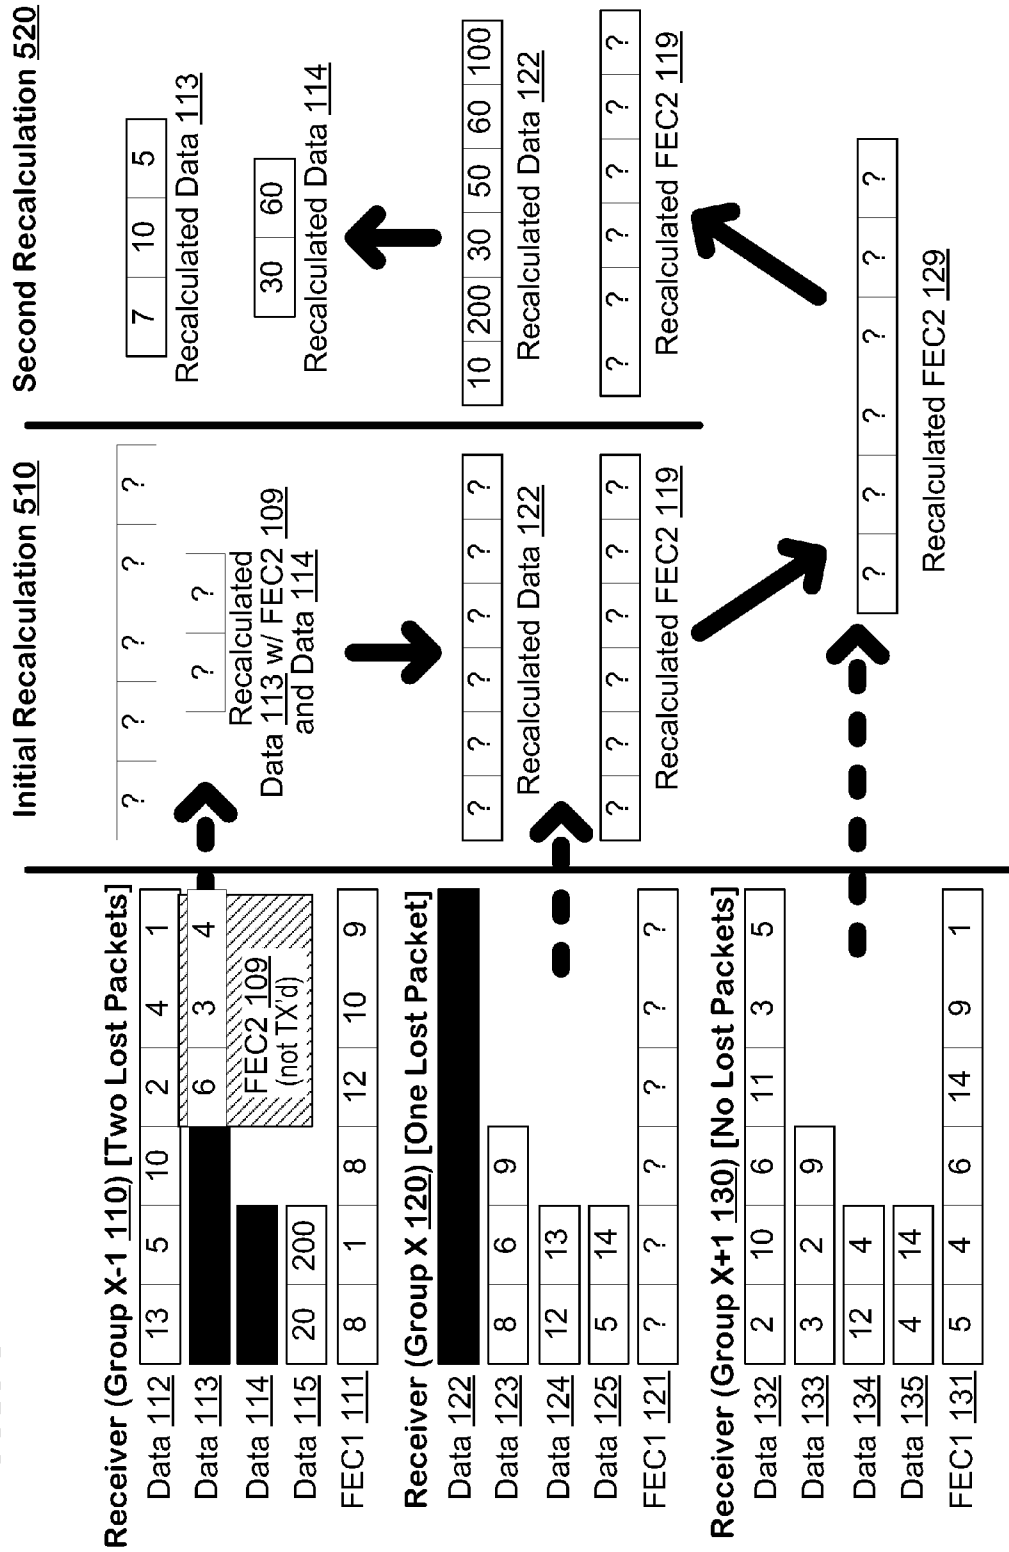 Receiver (Group X-1 110) [Two Lost Packets]
Data 112 13 5 10 2 4 1
Data 113 6 3 4
Data 114
FEC2 109
(not TX'd)
Data 115 20 200
FEC1 111 8 1 8 12 10 9
Receiver (Group X 120) [One Lost Packet]
Data 122
Data 123 8 6 9
Data 124 12 13
Data 125 5 14
FEC1 121 ? ? ? ? ? ?
Receiver (Group X+1 130) [No Lost Packets]
Data 132 2 10 6 11 3 5
Data 133 3 2 9
Data 134 12 4
Data 135 4 14
FEC1 131 5 4 6 14 9 1
Initial Recalculation 510
? ? ? ? ?
? ?
Recalculated
Data 113 w/ FEC2 109
and Data 114
? ? ? ? ? ?
Recalculated Data 122
? ? ? ? ? ?
Recalculated FEC2 119
? ? ? ? ? ?
Recalculated FEC2 129
Second Recalculation 520
7 10 5
Recalculated Data 113
30 60
Recalculated Data 114
10 200 30 50 60 100
Recalculated Data 122
? ? ? ? ? ?
Recalculated FEC2 119